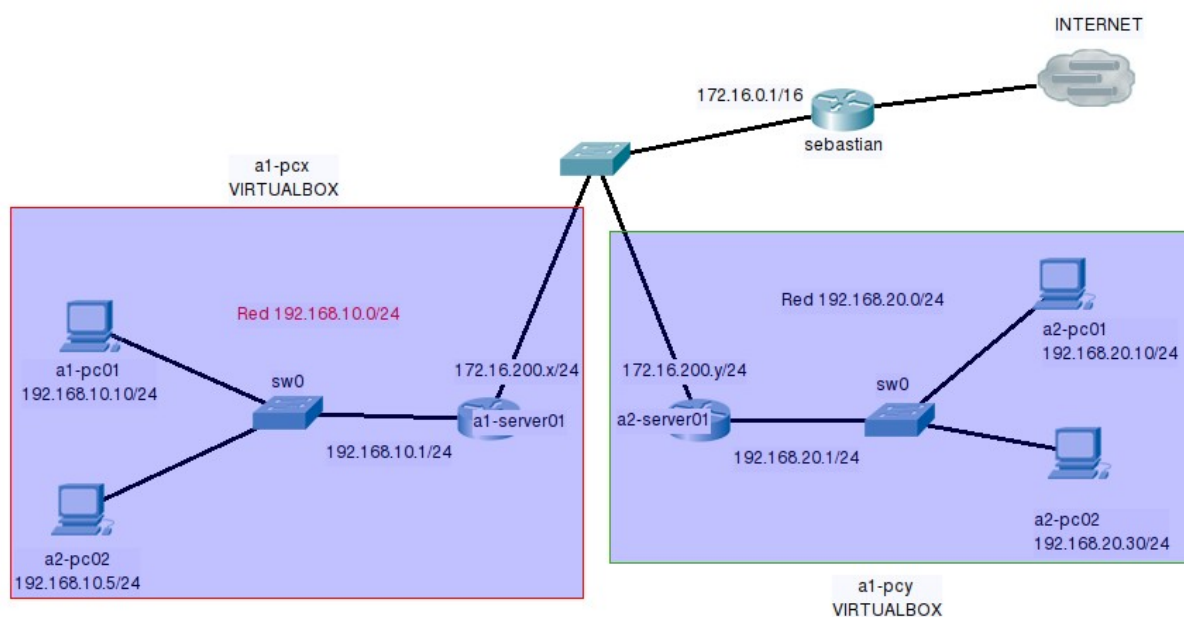 INTERNET
172.16.0.1/16
sebastian
a1-pcx
VIRTUALBOX
Red 192.168.10.0/24
a1-pc01
192.168.10.10/24
sw0
172.16.200.x/24
a1-server01
192.168.10.1/24
a2-pc02
192.168.10.5/24
Red 192.168.20.0/24
a2-pc01
192.168.20.10/24
172.16.200.y/24
sw0
a2-server01
192.168.20.1/24
a2-pc02
192.168.20.30/24
a1-pcy
VIRTUALBOX